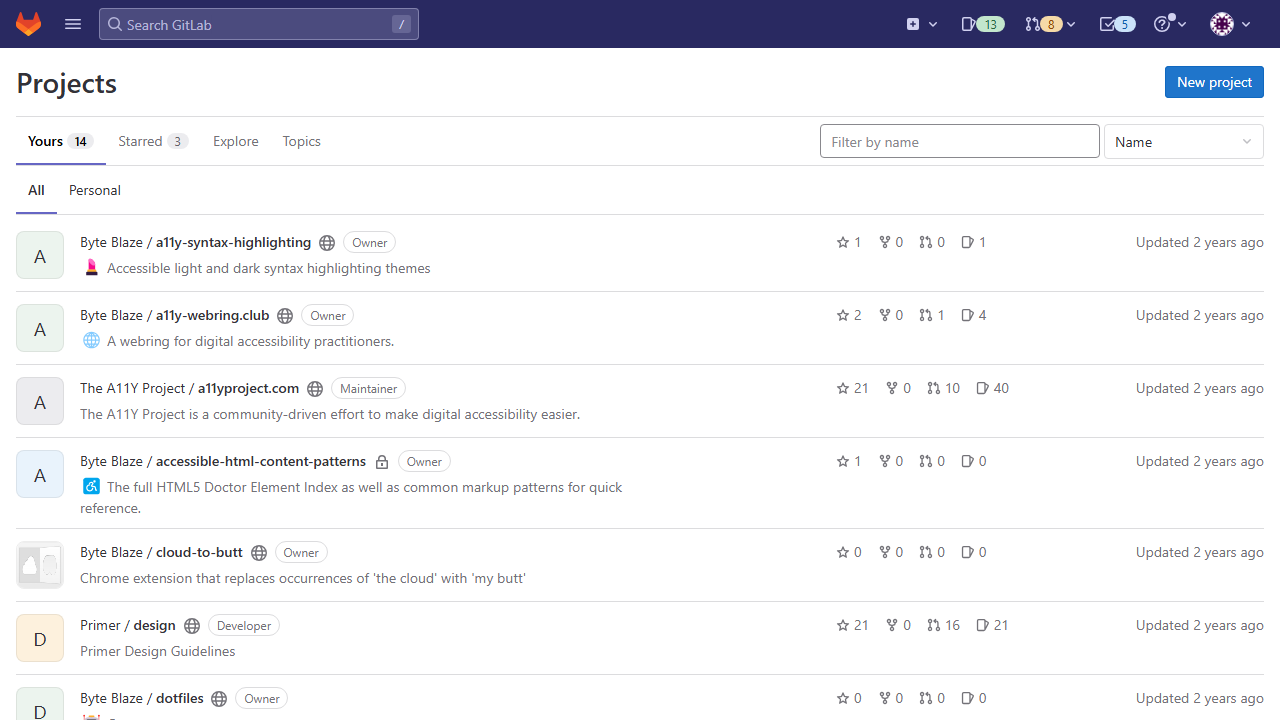 Search GitLab /
13
8
5
Projects
New project
Yours 14
Starred 3
Explore
Topics
Filter by name
Name
All
Personal
A
Byte Blaze / a11y-syntax-highlighting Owner
1 0 0 1
Updated 2 years ago
Accessible light and dark syntax highlighting themes
A
Byte Blaze / a11y-webring.club Owner
2 0 1 4
Updated 2 years ago
A webring for digital accessibility practitioners.
A
The A11Y Project / a11yproject.com Maintainer
21 0 10 40
Updated 2 years ago
The A11Y Project is a community-driven effort to make digital accessibility easier.
A
Byte Blaze / accessible-html-content-patterns Owner
1 0 0 0
Updated 2 years ago
The full HTML5 Doctor Element Index as well as common markup patterns for quick
reference.
Byte Blaze / cloud-to-butt Owner
0 0 0 0
Updated 2 years ago
Chrome extension that replaces occurrences of 'the cloud' with 'my butt'
D
Primer / design Developer
21 0 16 21
Updated 2 years ago
Primer Design Guidelines
D
Byte Blaze / dotfiles Owner
0 0 0 0
Updated 2 years ago